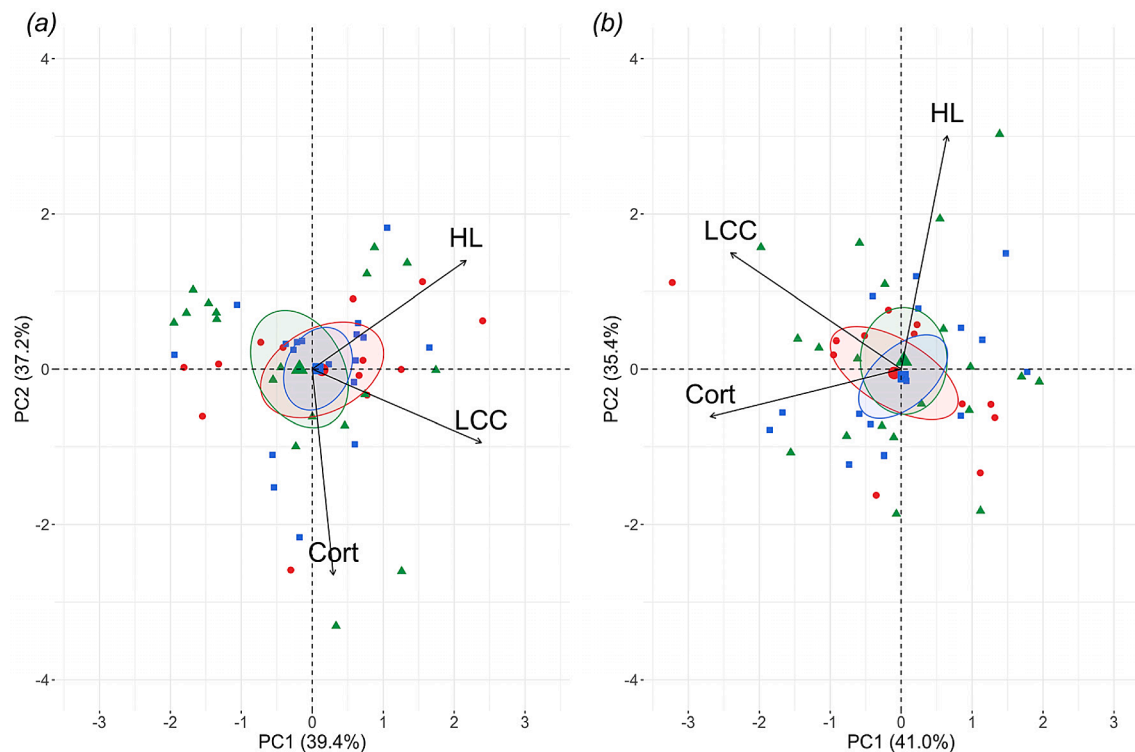 (a)
4
2
0
-2
-4
PC2 (37.2%)
HL
LCC
Cort
-3 -2 -1 0 1 2 3
PC1 (39.4%)
(b)
4
2
0
-2
-4
PC2 (35.4%)
HL
LCC
Cort
-3 -2 -1 0 1 2 3
PC1 (41.0%)